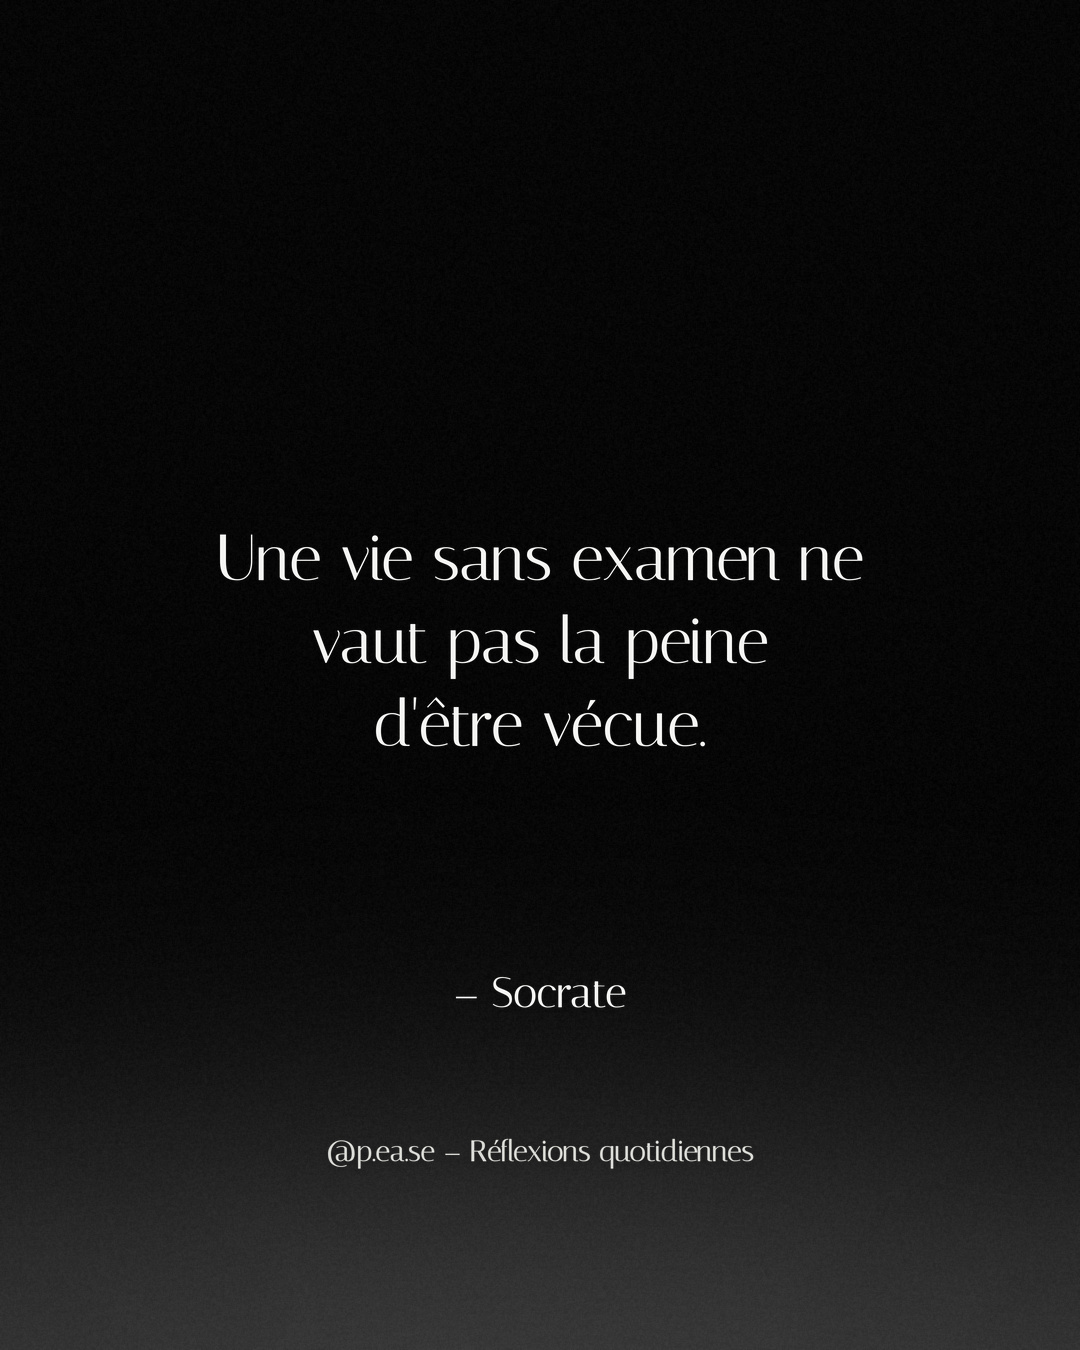 Une vie sans examen ne
vaut pas la peine
d'être vécue.
– Socrate
@p.ea.se – Réflexions quotidiennes